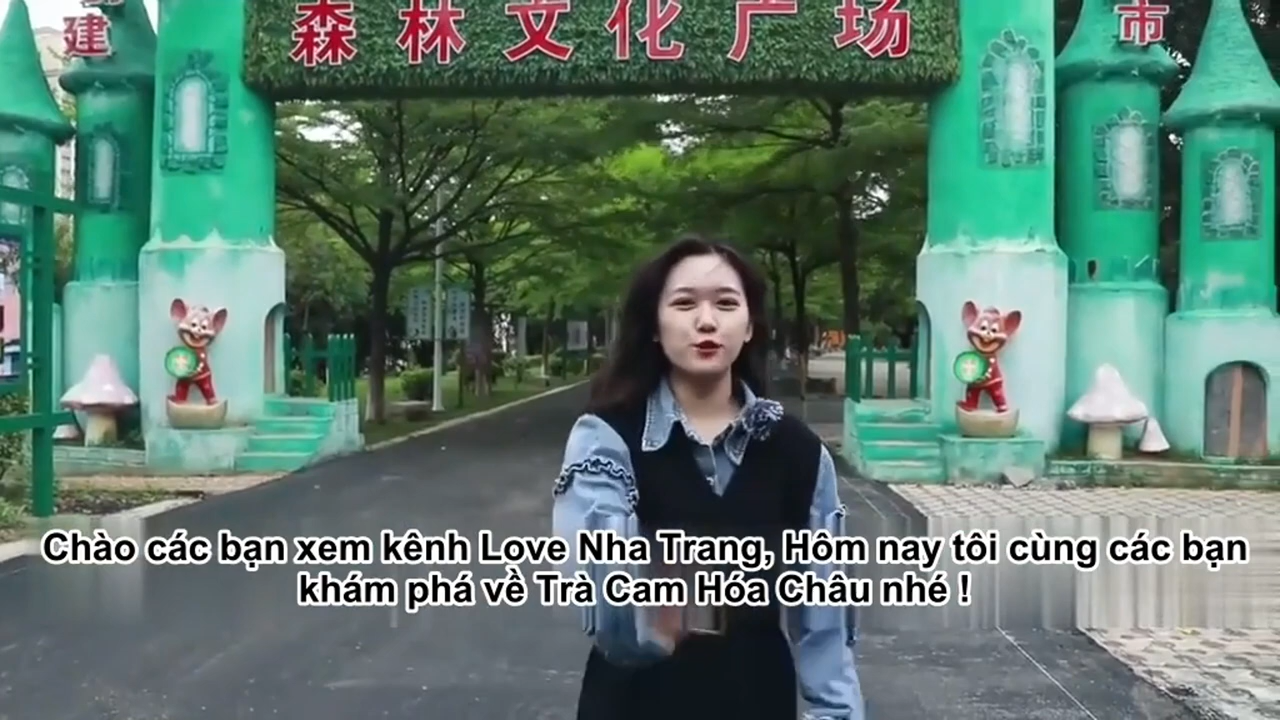 建
森林文化广场
市
Chào các bạn xem kênh Love Nha Trang, Hôm nay tôi cùng các bạn
khám phá về Trà Cam Hóa Châu nhé !